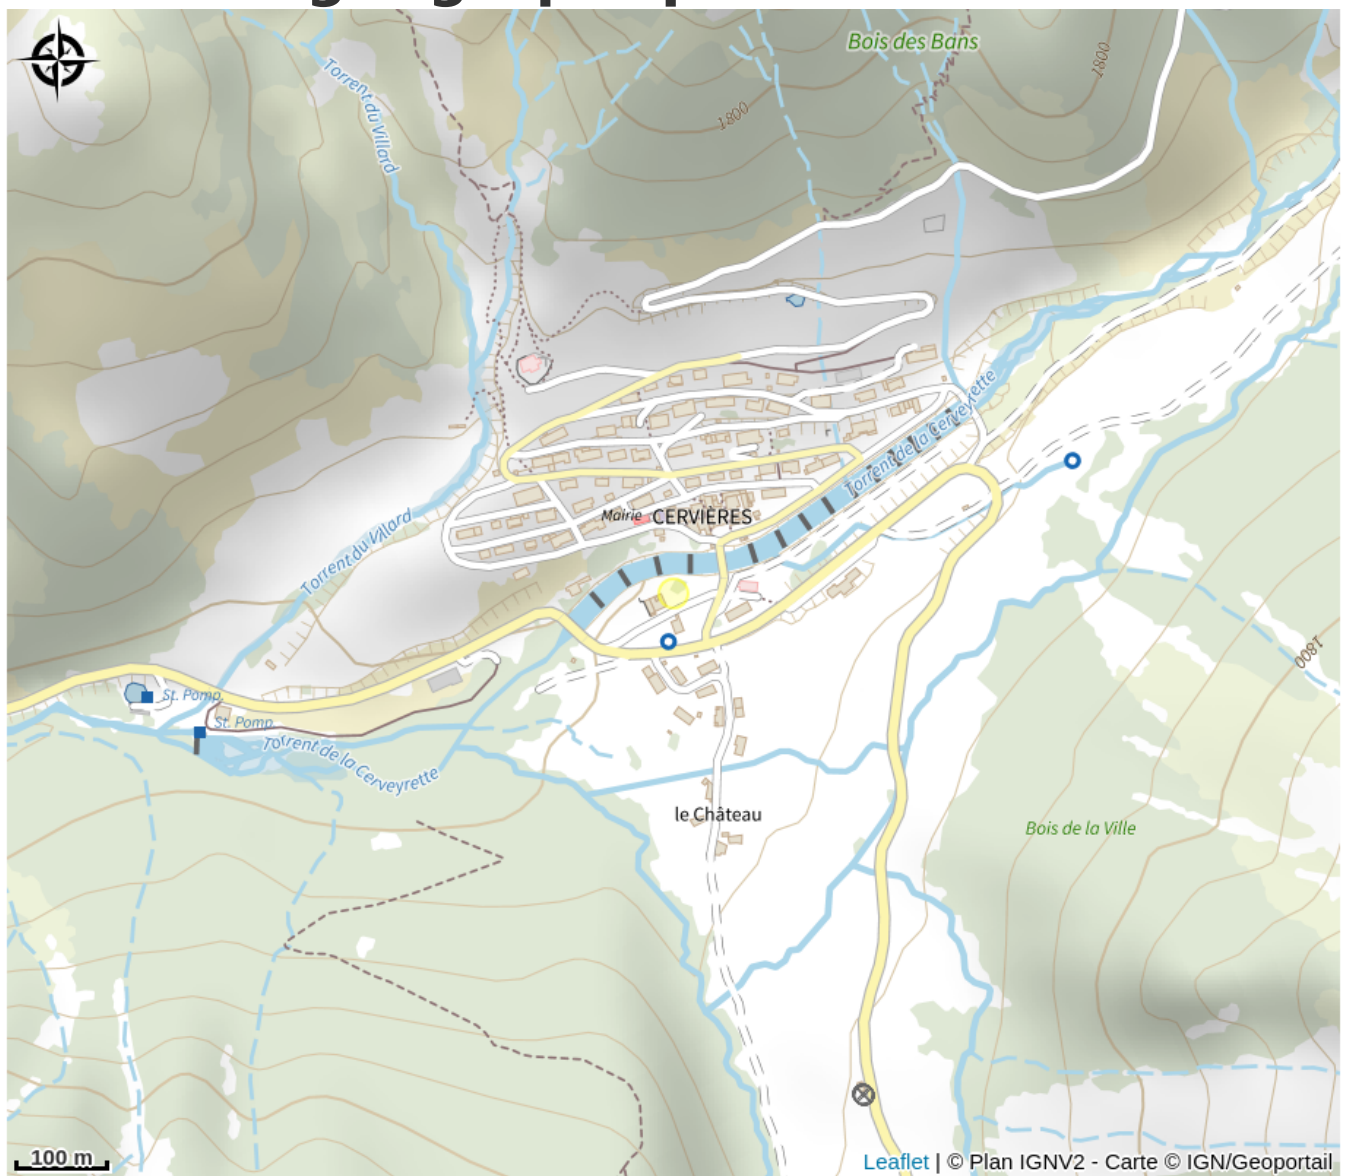 Bois des Bans
1800
1800
Torrent du Villard
Torrent de la Cerveyrette
Mairie
CERVIÈRES
Torrent du Villard
1800
St. Pomp.
St. Pomp.
Torrent de la Cerveyrette
le Château
Bois de la Ville
100 m
Leaflet | © Plan IGNV2 - Carte © IGN/Geoportail